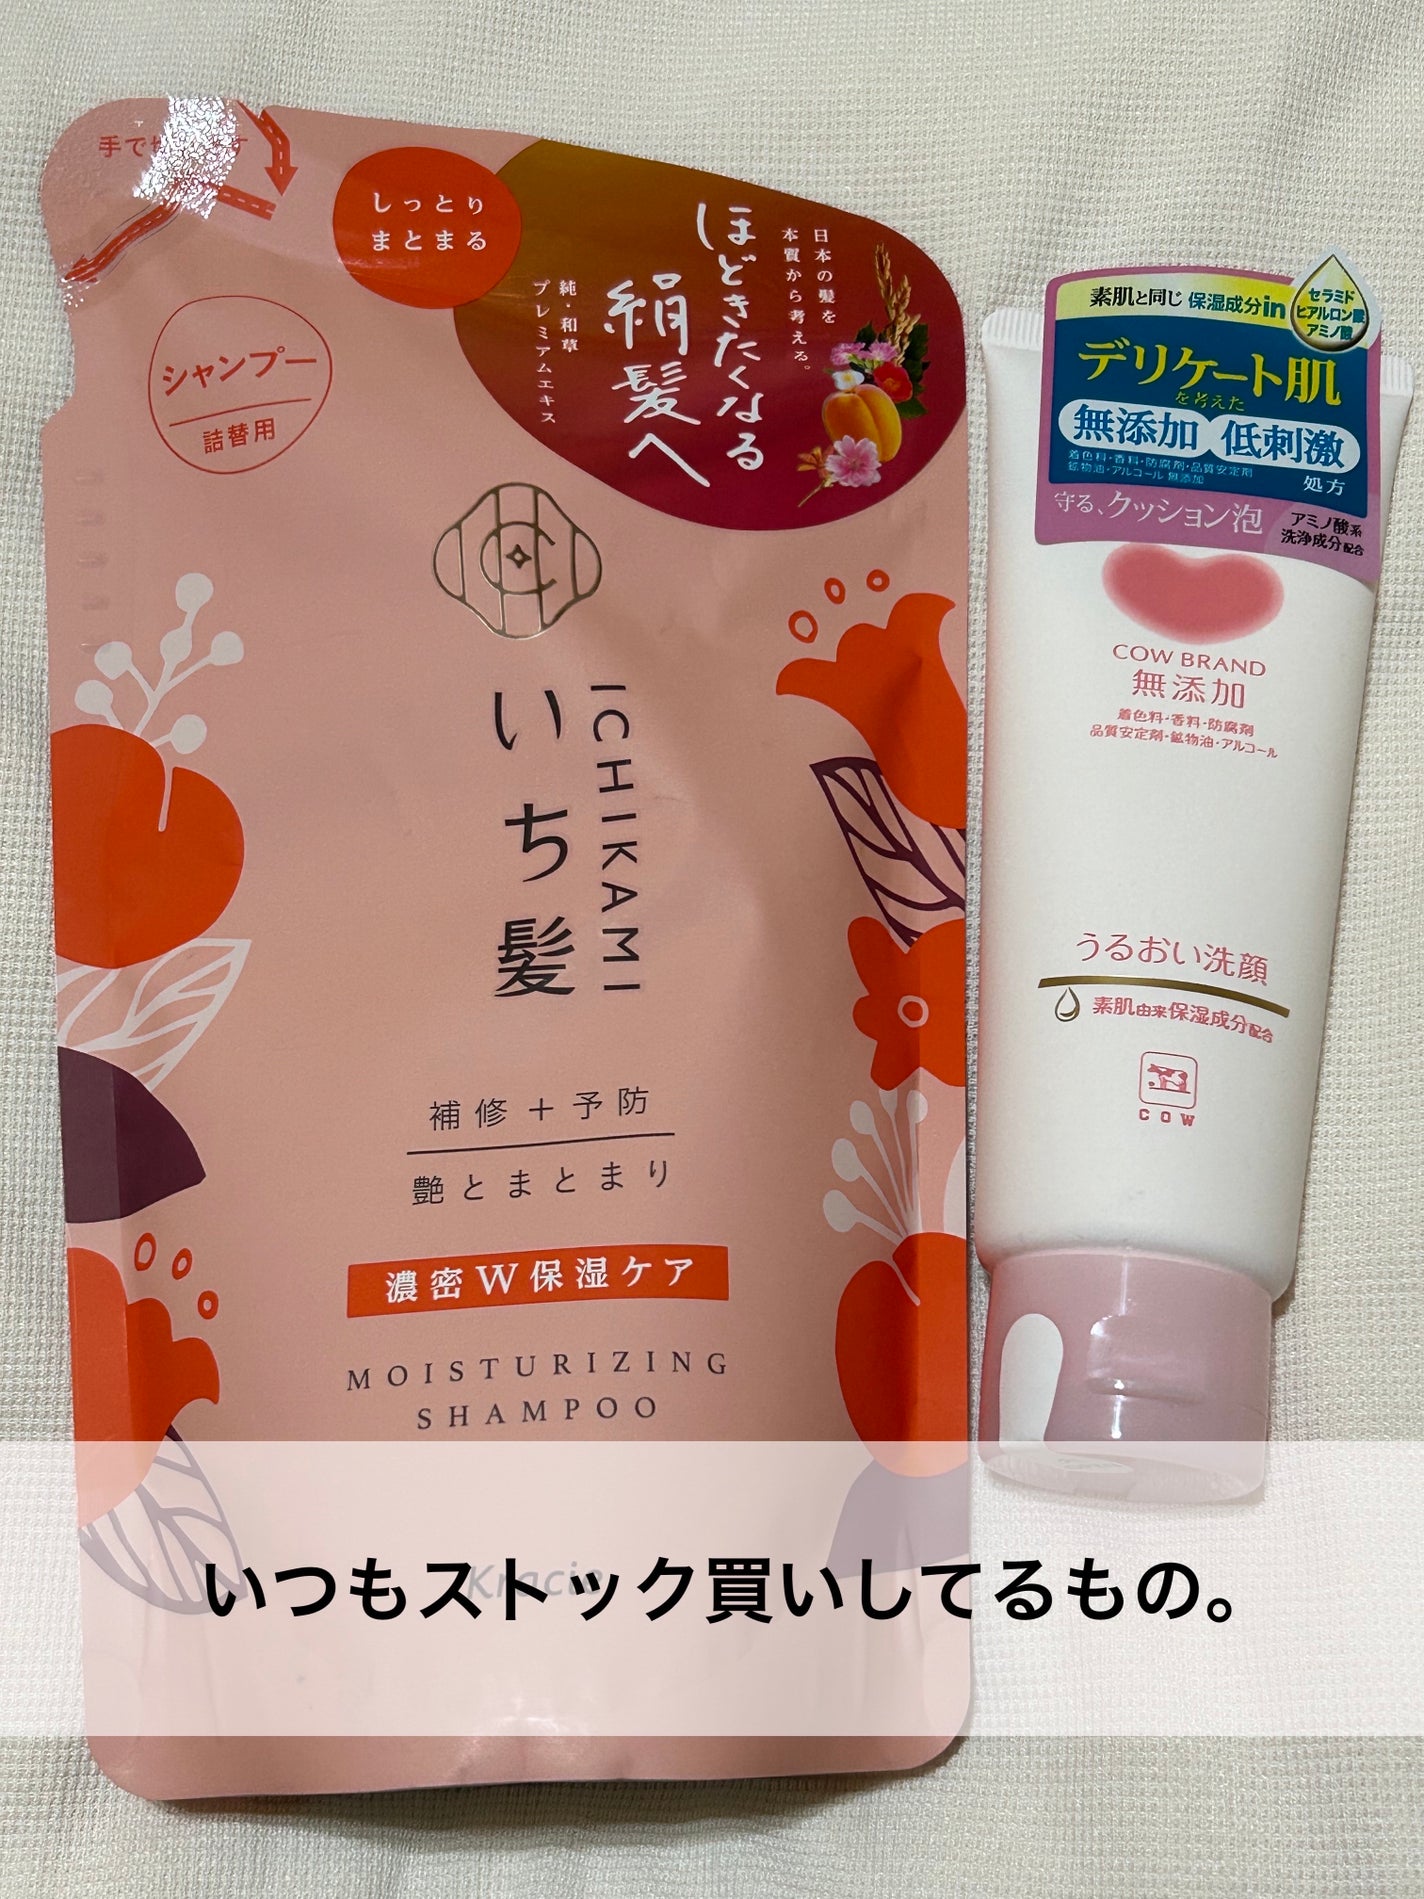 しっとり
まとまる
日本の髪を
本質から考える。
ほどきたくなる
絹髪へ
純・和草
プレミアムエキス
シャンプー
詰替用
ICHIKAMI
いち髪
補修+予防
艶とまとまり
濃密W保湿ケア
MOISTURIZING
SHAMPOO
Kracie
素肌と同じ 保湿成分in
セラミド
ヒアルロン酸
アミノ酸
デリケート肌
を考えた
無添加 低刺激
着色料・香料・防腐剤・品質安定剤
鉱物油・アルコール 無添加
処方
守る、クッション泡
アミノ酸系
洗浄成分配合
COW BRAND
無添加
着色料・香料・防腐剤
品質安定剤・鉱物油・アルコール
うるおい洗顔
素肌由来保湿成分配合
COW
いつもストック買いしてるもの。